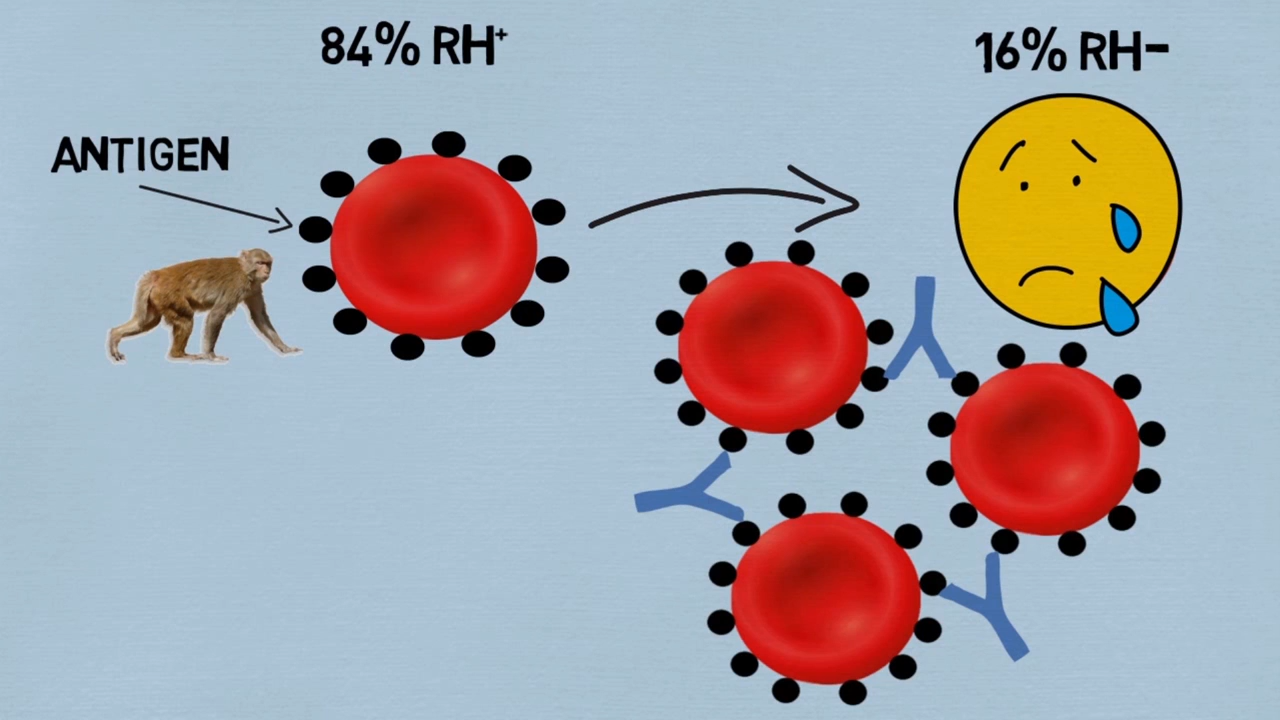 84% RH⁺
16% RH-
ANTIGEN